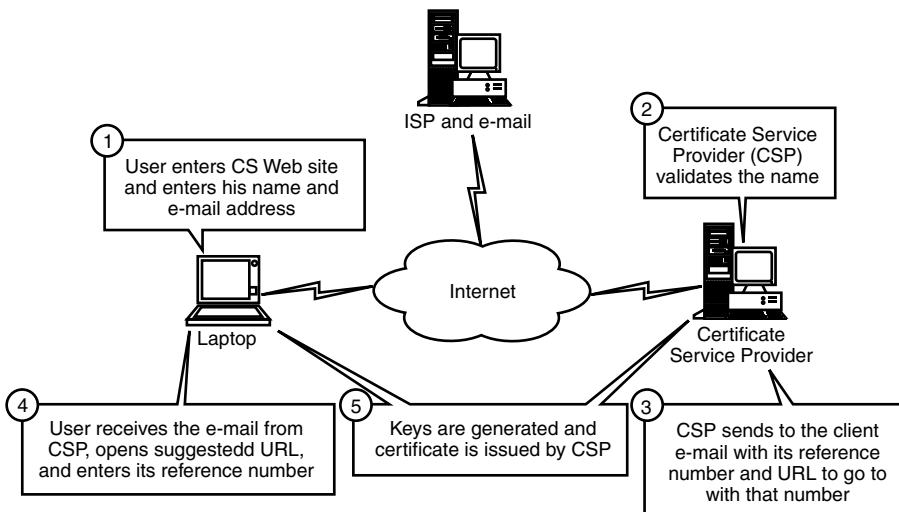 ISP and e-mail
1
User enters CS Web site
and enters his name and
e-mail address
2
Certificate Service
Provider (CSP)
validates the name
Internet
Laptop
Certificate
Service Provider
4
User receives the e-mail from
CSP, opens suggestedd URL,
and enters its reference number
5
Keys are generated and
certificate is issued by CSP
3
CSP sends to the client
e-mail with its reference
number and URL to go to
with that number